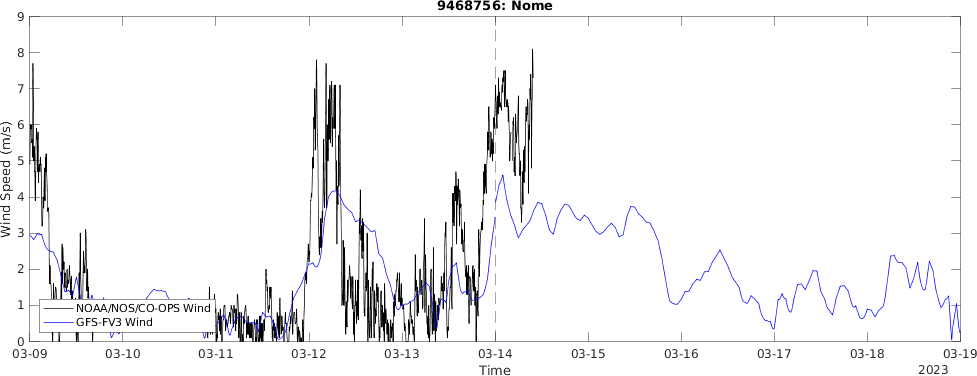 9468756: Nome
Wind Speed (m/s)
9
8
7
6
5
4
3
2
1
0
NOAA/NOS/CO-OPS Wind
GFS-FV3 Wind
03-09 03-10 03-11 03-12 03-13 03-14 03-15 03-16 03-17 03-18 03-19
Time
2023